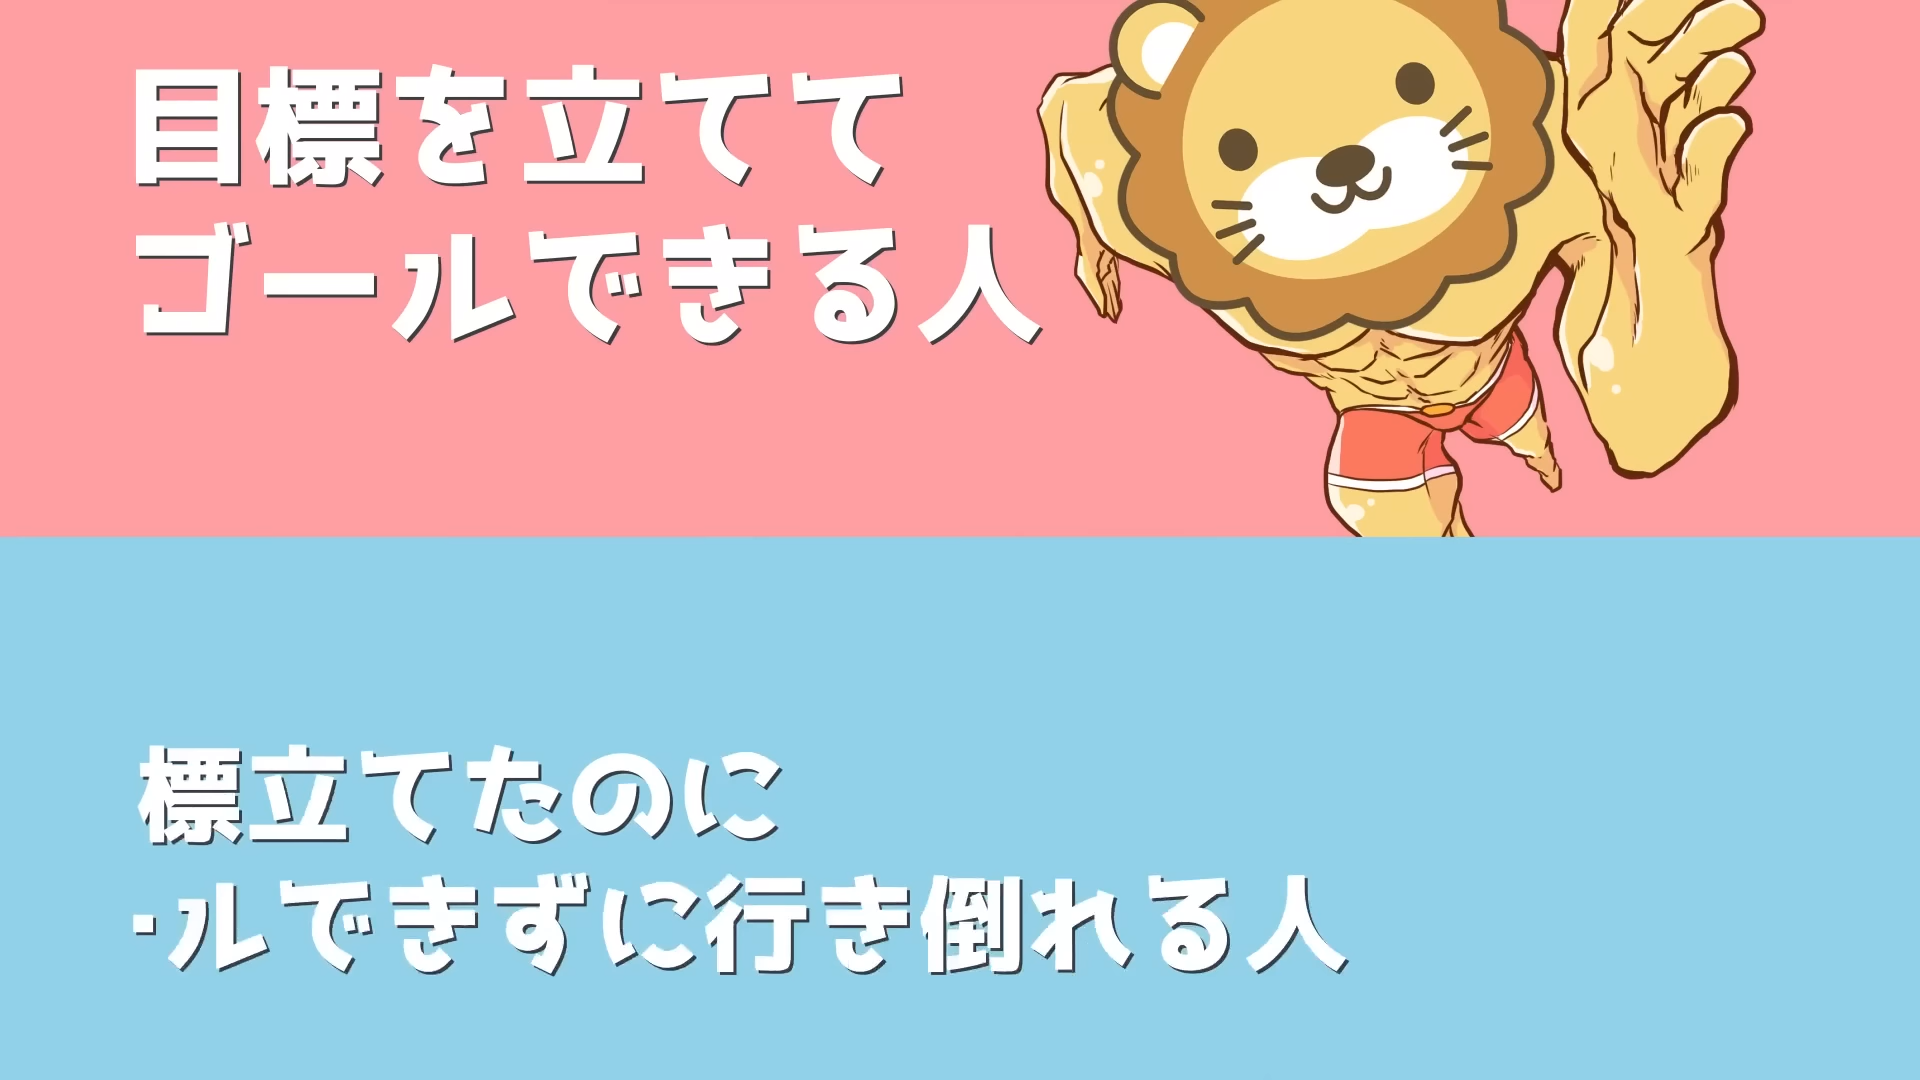 目標を立てて
ゴールできる人
標立てたのに
ルできずに行き倒れる人